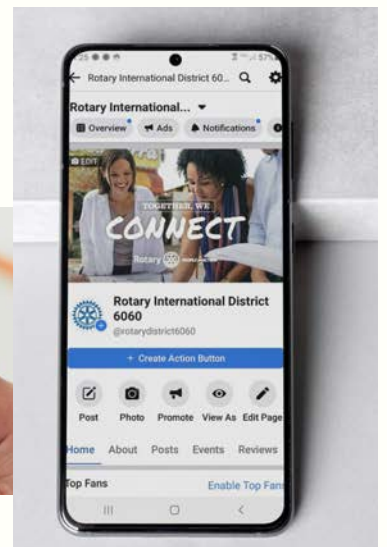 :25
57%
Rotary International District 60...
Rotary International...
Overview
Ads
Notifications
EDIT
TOGETHER, WE
CONNECT
Rotary
Rotary International District
6060
@rotarydistrict6060
+ Create Action Button
Post Photo Promote View As Edit Page
Home About Posts Events Reviews
Top Fans
Enable Top Fans